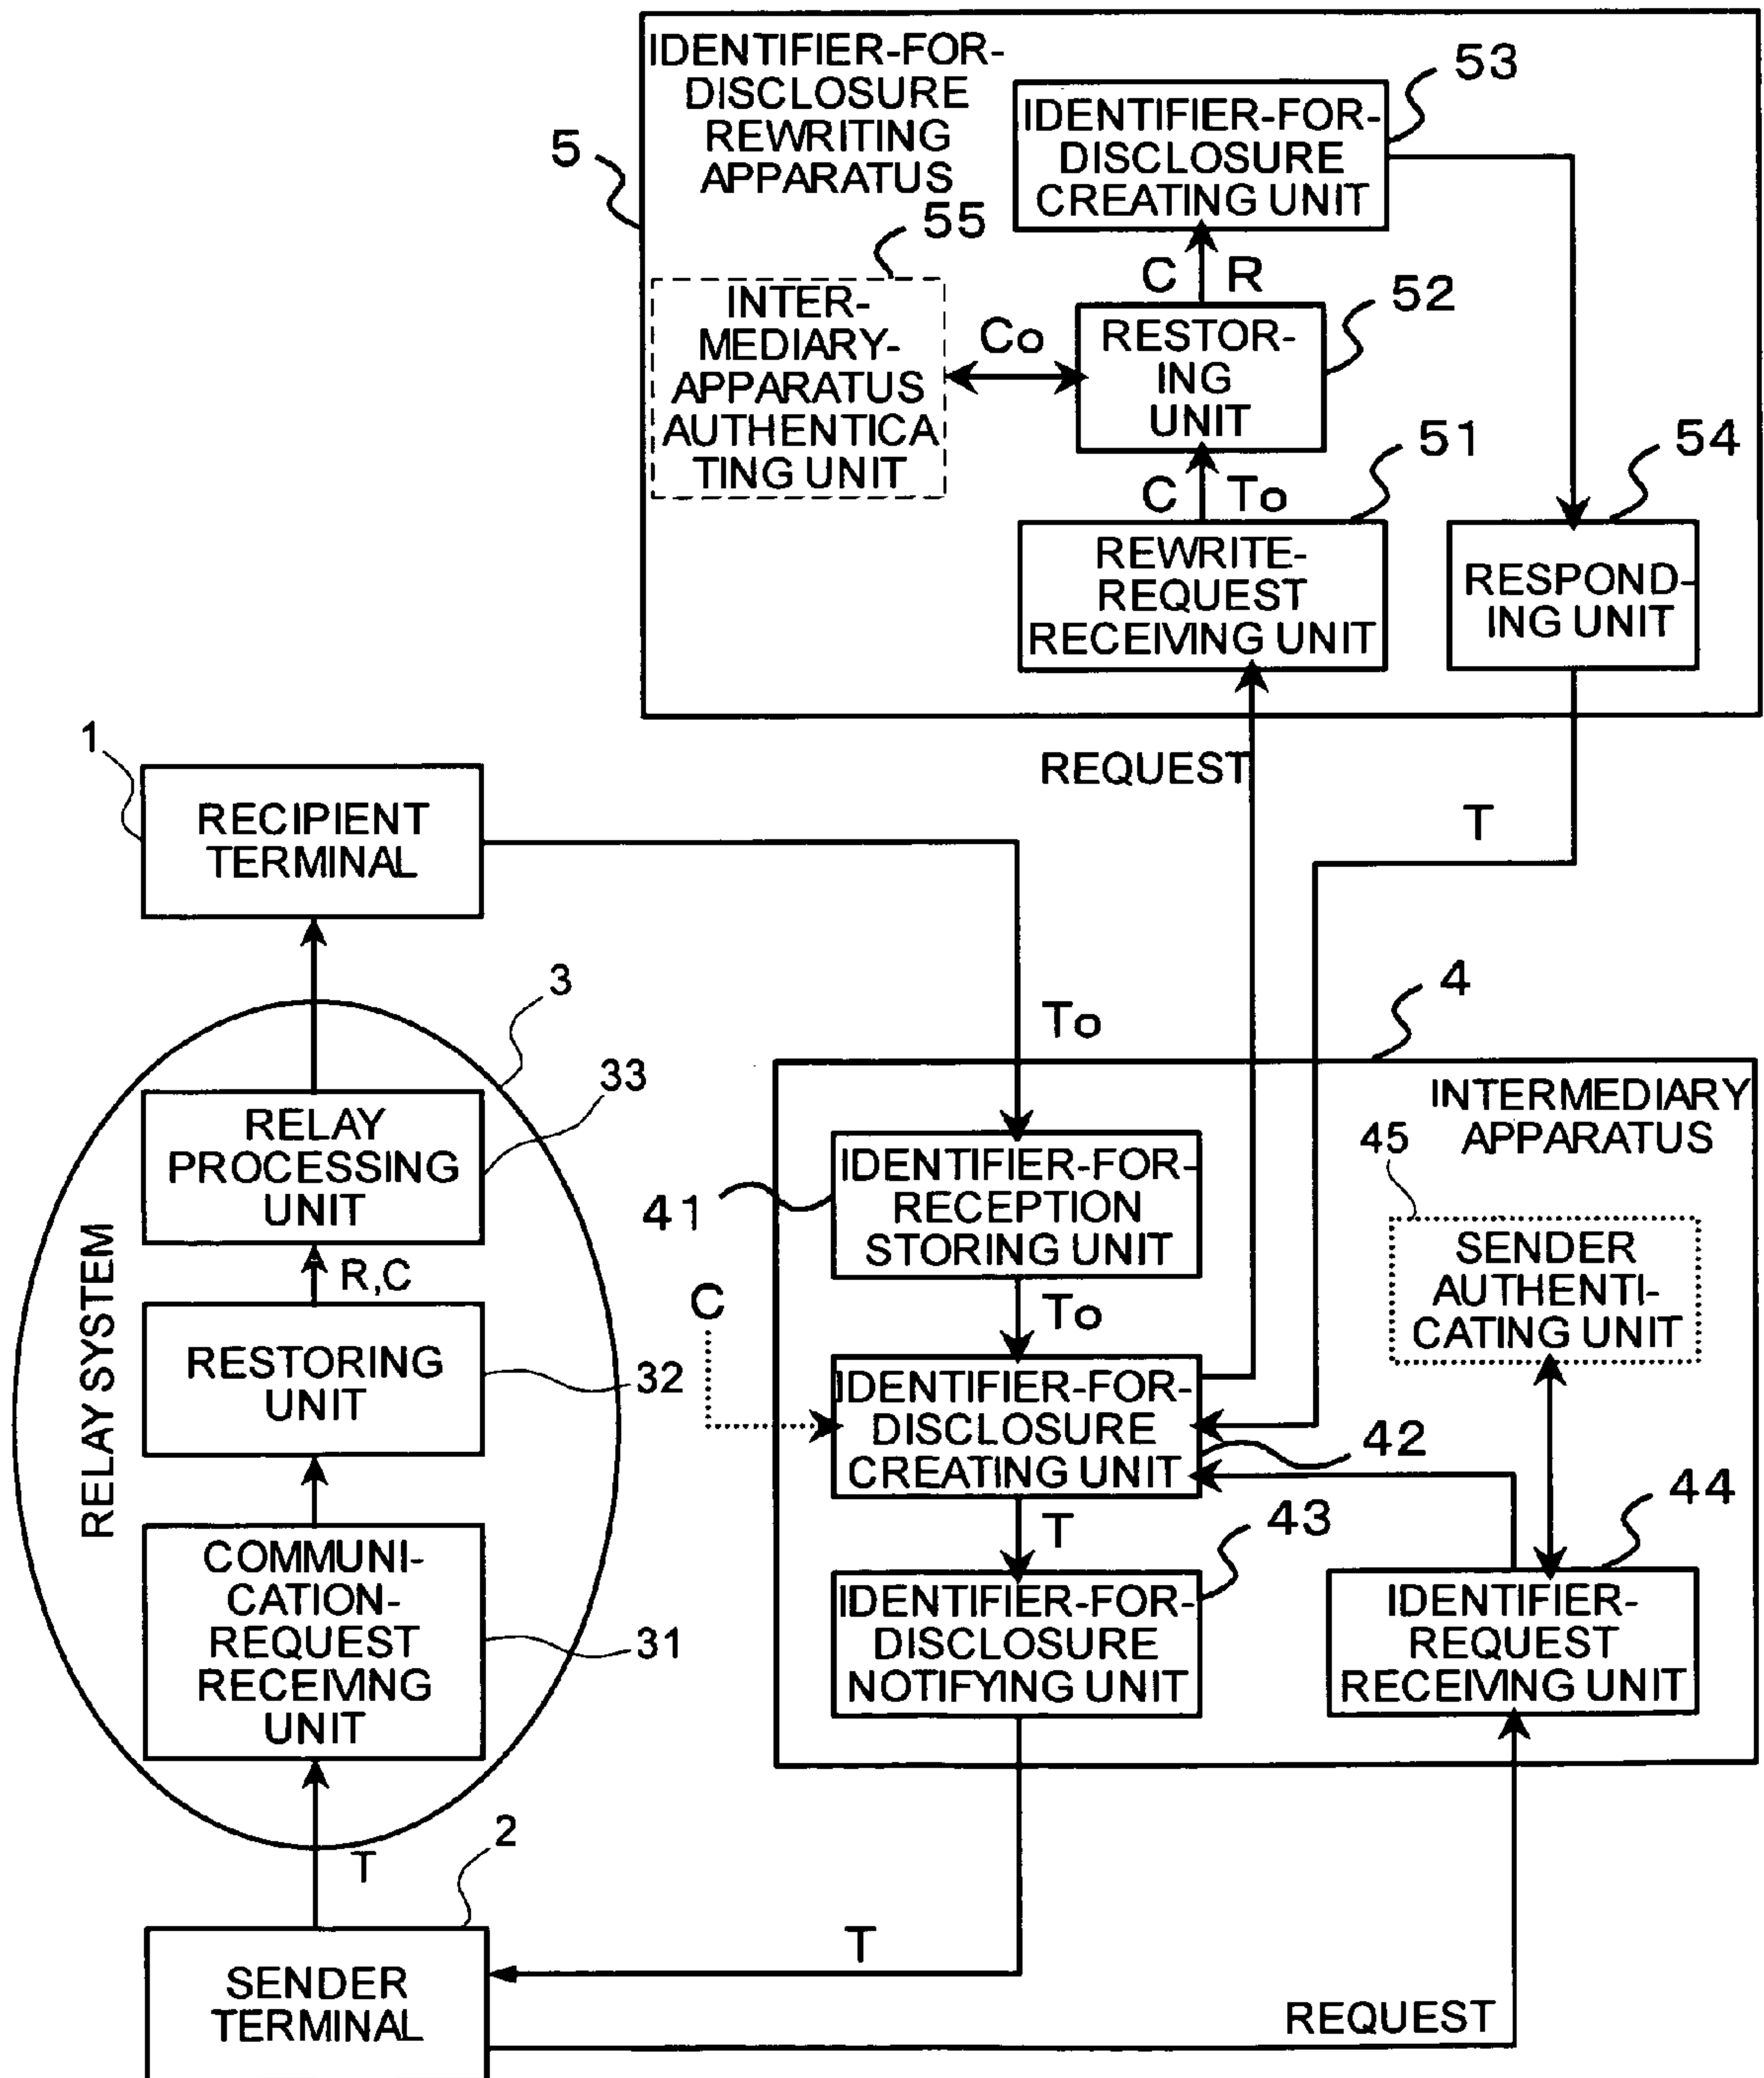 IDENTIFIER-FOR-
DISCLOSURE
REWRITING
APPARATUS
5
53
IDENTIFIER-FOR-
DISCLOSURE
CREATING UNIT
55
C R
52
INTER-
MEDIARY-
APPARATUS
AUTHENTICA
TING UNIT
Co
RESTOR-
ING
UNIT
51
54
C To
REWRITE-
REQUEST
RECEIVING UNIT
RESPOND-
ING UNIT
REQUEST
T
1
RECIPIENT
TERMINAL
To
3
4
INTERMEDIARY
APPARATUS
RELAY SYSTEM
33
RELAY
PROCESSING
UNIT
R,C
32
RESTORING
UNIT
31
COMMUNI-
CATION-
REQUEST
RECEIVING
UNIT
T
2
SENDER
TERMINAL
41
IDENTIFIER-FOR-
RECEPTION
STORING UNIT
45
SENDER
AUTHENTI-
CATING UNIT
C
To
IDENTIFIER-FOR-
DISCLOSURE
CREATING UNIT
42
T
43
IDENTIFIER-FOR-
DISCLOSURE
NOTIFYING UNIT
44
IDENTIFIER-
REQUEST
RECEIVING UNIT
T
REQUEST